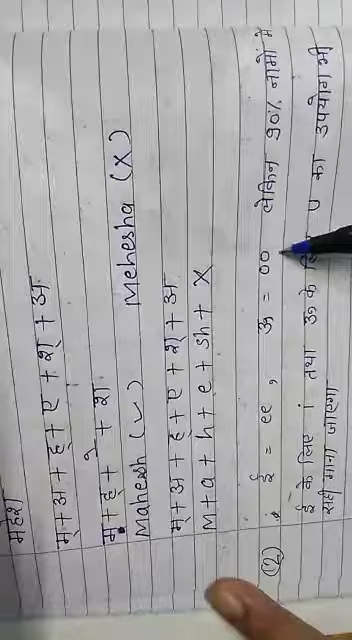 महेश
म् + अ + ह् + ए + श् + अ
म + हे + श
Mahesh (✓) Mehesha (X)
म् + अ + ह् + ए + श् + अ
M + a + h + e + sh + X
(2) ई = ee , ऊ = oo लेकिन 90% नामों में
ई के लिए i तथा ऊ के लिए u का उपयोग भी
सही माना जाएगा